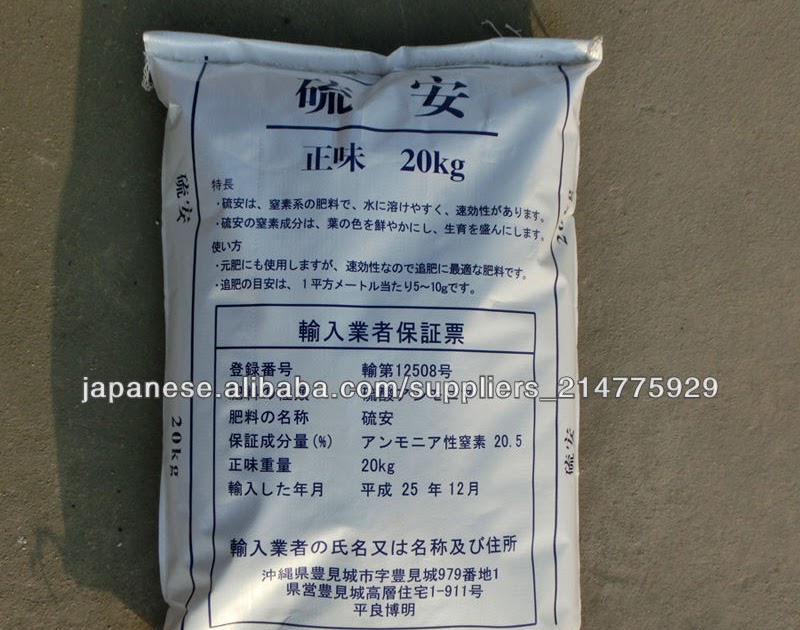 硫安
正味 20kg
特長
・硫安は、窒素系の肥料で、水に溶けやすく、速効性があります。
・硫安の窒素成分は、葉の色を鮮やかにし、生育を盛んにします。
使い方
・元肥にも使用しますが、速効性なので追肥に最適な肥料です。
・追肥の目安は、1平方メートル当たり5〜10gです。
輸入業者保証票
登録番号 輸第12508号
japanese.alibaba.com/suppliers_214775929
肥料の名称 硫安
保証成分量(%) アンモニア性窒素 20.5
正味重量 20kg
輸入した年月 平成 25 年 12月
輸入業者の氏名又は名称及び住所
沖縄県豊見城市字豊見城979番地1
県営豊見城高層住宅1-911号
平良博明
硫安
20kg
硫安